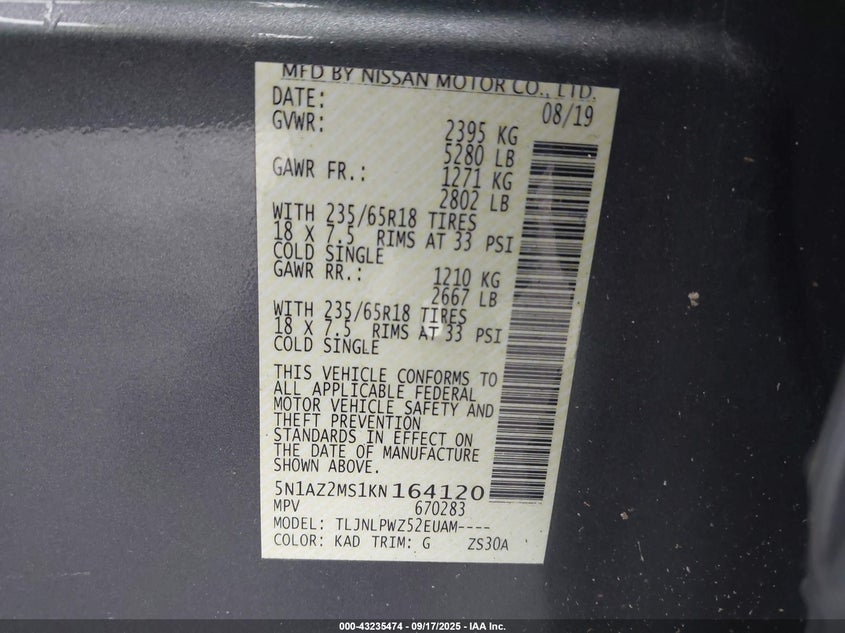 MFD BY NISSAN MOTOR CO., LTD.
DATE: 08/19
GVWR: 2395 KG
5280 LB
GAWR FR.: 1271 KG
2802 LB
WITH 235/65R18 TIRES
18 X 7.5 RIMS AT 33 PSI
COLD SINGLE
GAWR RR.: 1210 KG
2667 LB
WITH 235/65R18 TIRES
18 X 7.5 RIMS AT 33 PSI
COLD SINGLE
THIS VEHICLE CONFORMS TO
ALL APPLICABLE FEDERAL
MOTOR VEHICLE SAFETY AND
THEFT PREVENTION
STANDARDS IN EFFECT ON
THE DATE OF MANUFACTURE
SHOWN ABOVE.
5N1AZ2MS1KN164120
MPV 670283
MODEL: TLJNLPWZ52EUAM----
COLOR: KAD TRIM: G ZS30A
000-43235474 - 09/17/2025 - IAA Inc.